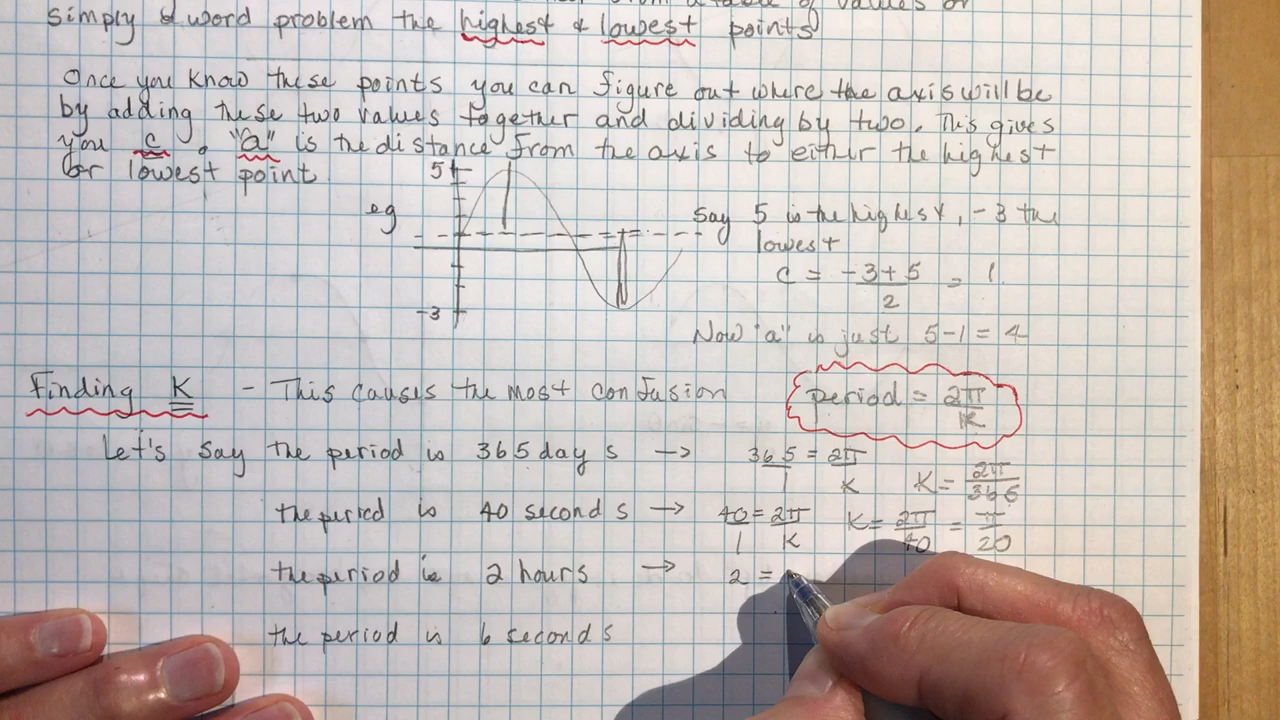 a table of values or
simply a word problem the highest & lowest points
Once you know these points you can figure out where the axis will be
by adding these two values together and dividing by two. This gives
you c. "a" is the distance from the axis to either the highest
or lowest point.
5
eg
-3
Say 5 is the highest, -3 the
lowest
c = -3+5/2 = 1.
Now "a" is just 5-1 = 4
Finding K - This causes the most confusion
period = 2π/K
Let's say the period is 365 days → 365/1 = 2π/K K = 2π/365
the period is 40 seconds → 40/1 = 2π/K K = 2π/40 = π/20
the period is 2 hours → 2 =
the period is 6 seconds